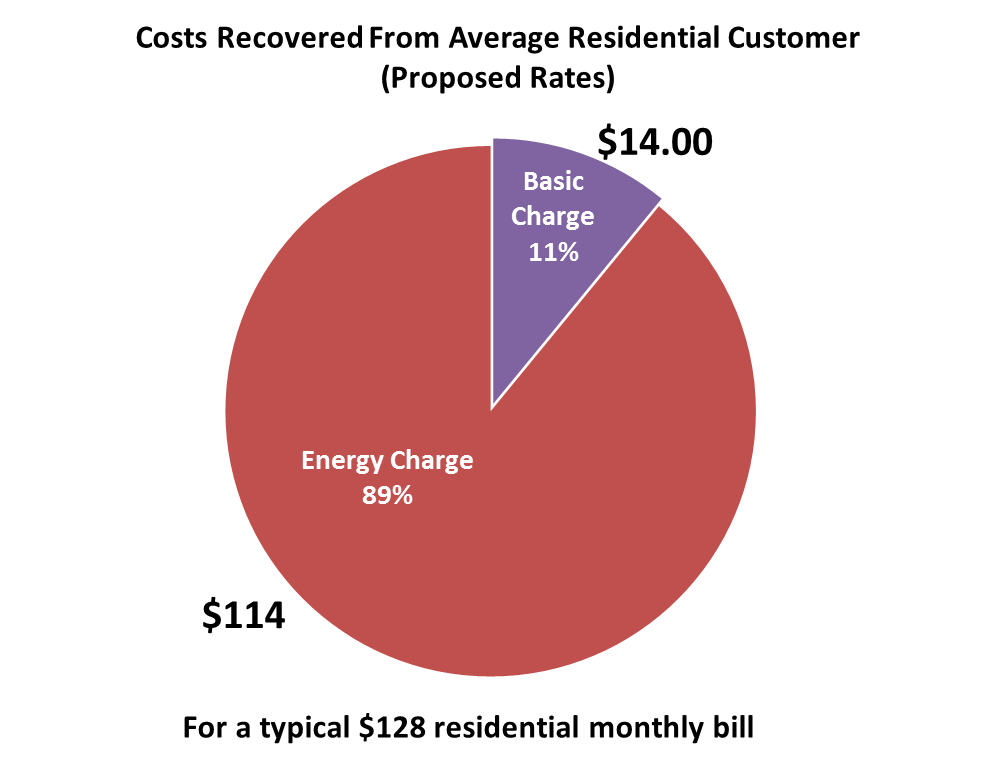 Costs Recovered From Average Residential Customer
(Proposed Rates)
$14.00
Basic
Charge
11%
Energy Charge
89%
$114
For a typical $128 residential monthly bill